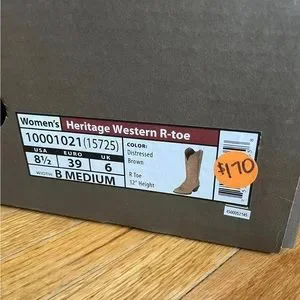 Women's Heritage Western R-toe
10001021(15725)
USA EURO UK
8½ 39 6
WIDTH: B MEDIUM
COLOR:
Distressed
Brown
R Toe
12" Height
$170